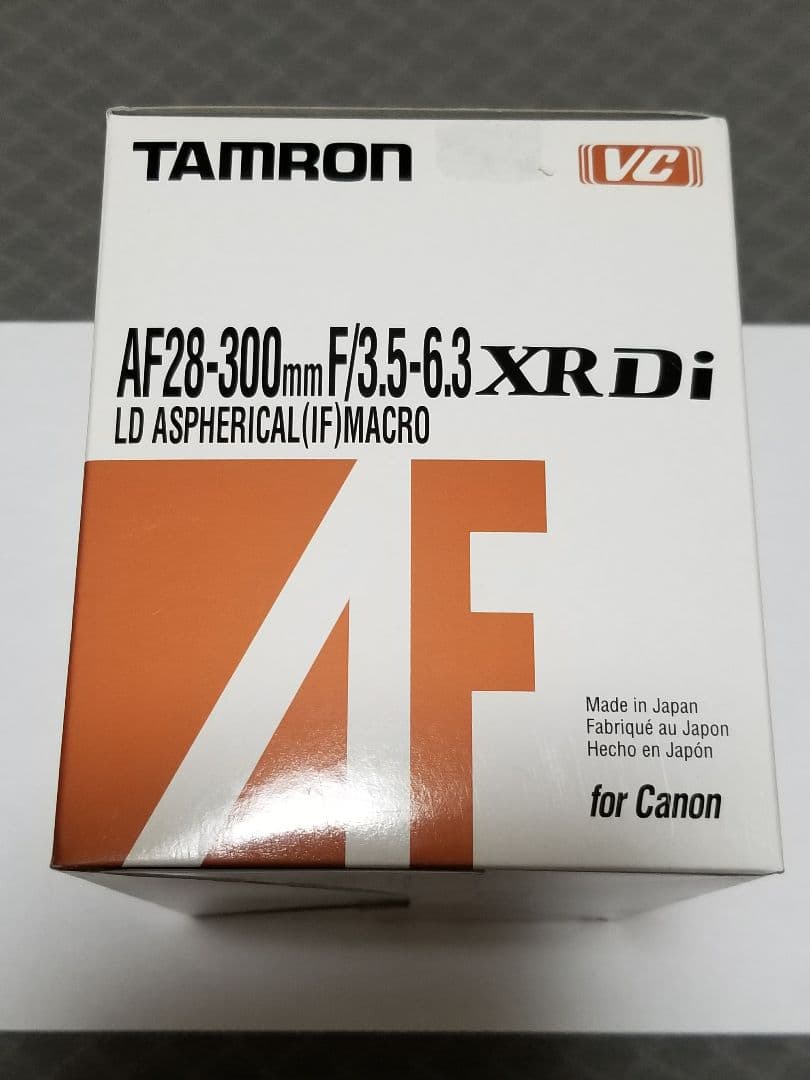 TAMRON
VC
AF28-300mm F/3.5-6.3 XR Di
LD ASPHERICAL(IF)MACRO
AF
Made in Japan
Fabriqué au Japon
Hecho en Japón
for Canon